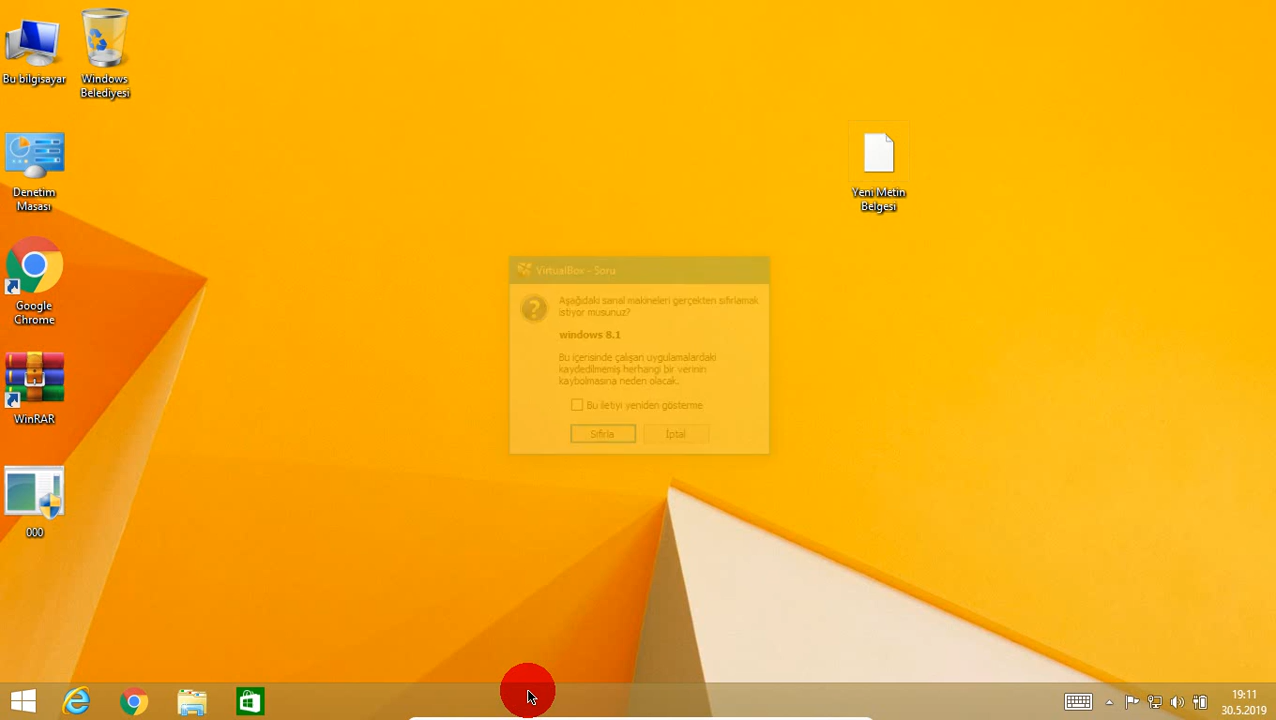 Bu bilgisayar
Windows
Belediyesi
Denetim
Masası
Google
Chrome
WinRAR
000
Yeni Metin
Belgesi
VirtualBox - Soru
Aşağıdaki sanal makineleri gerçekten sıfırlamak
istiyor musunuz?
windows 8.1
Bu içerisinde çalışan uygulamalardaki
kaydedilmemiş herhangi bir verinin
kaybolmasına neden olacak.
Bu iletiyi yeniden gösterme
Sıfırla
İptal
19:11
30.5.2019